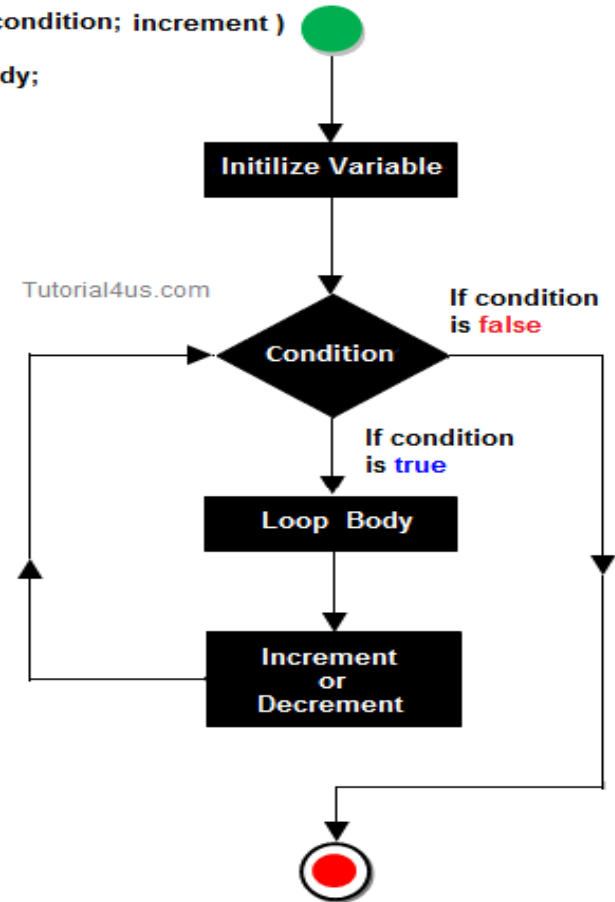 condition; increment )
dy;
Initilize Variable
Tutorial4us.com
If condition
is false
Condition
If condition
is true
Loop Body
Increment
or
Decrement